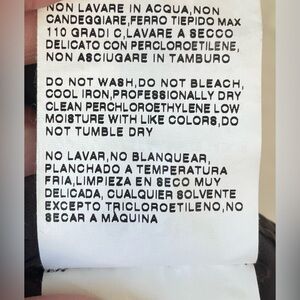 NON LAVARE IN ACQUA,NON
CANDEGGIARE,FERRO TIEPIDO MAX
110 GRADI C,LAVARE A SECCO
DELICATO CON PERCLOROETILENE,
NON ASCIUGARE IN TAMBURO
DO NOT WASH,DO NOT BLEACH,
COOL IRON,PROFESSIONALLY DRY
CLEAN PERCHLOROETHYLENE LOW
MOISTURE WITH LIKE COLORS,DO
NOT TUMBLE DRY
NO LAVAR,NO BLANQUEAR,
PLANCHADO A TEMPERATURA
FRIA,LIMPIEZA EN SECO MUY
DELICADA, CUALQUIER SOLVENTE
EXCEPTO TRICLOROETILENO,NO
SECAR A MÀQUINA